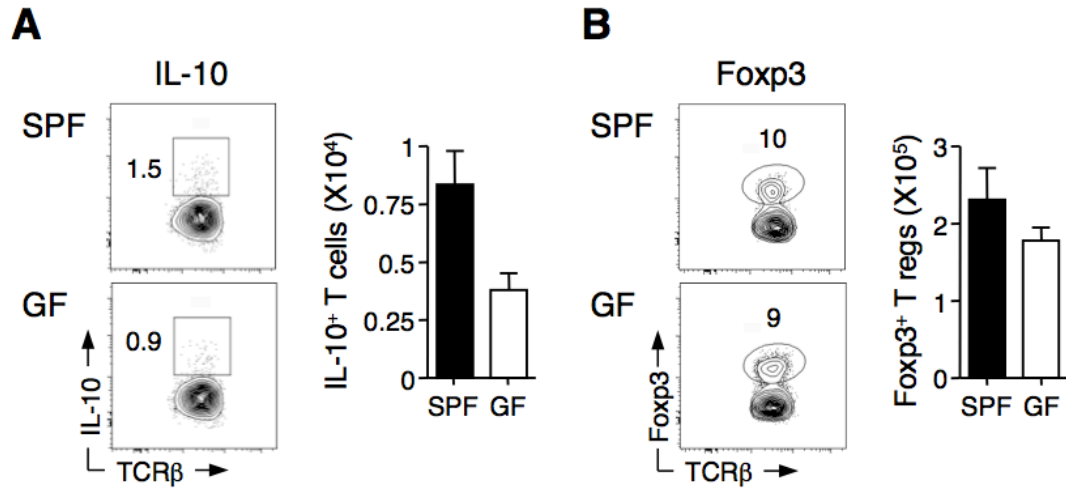 A
IL-10
SPF
1.5
GF
0.9
IL-10
TCRβ
IL-10⁺ T cells (X10⁴)
1
0.75
0.5
0.25
0
SPF GF
B
Foxp3
SPF
10
GF
9
Foxp3
TCRβ
Foxp3⁺ T regs (X10⁵)
3
2
1
0
SPF GF